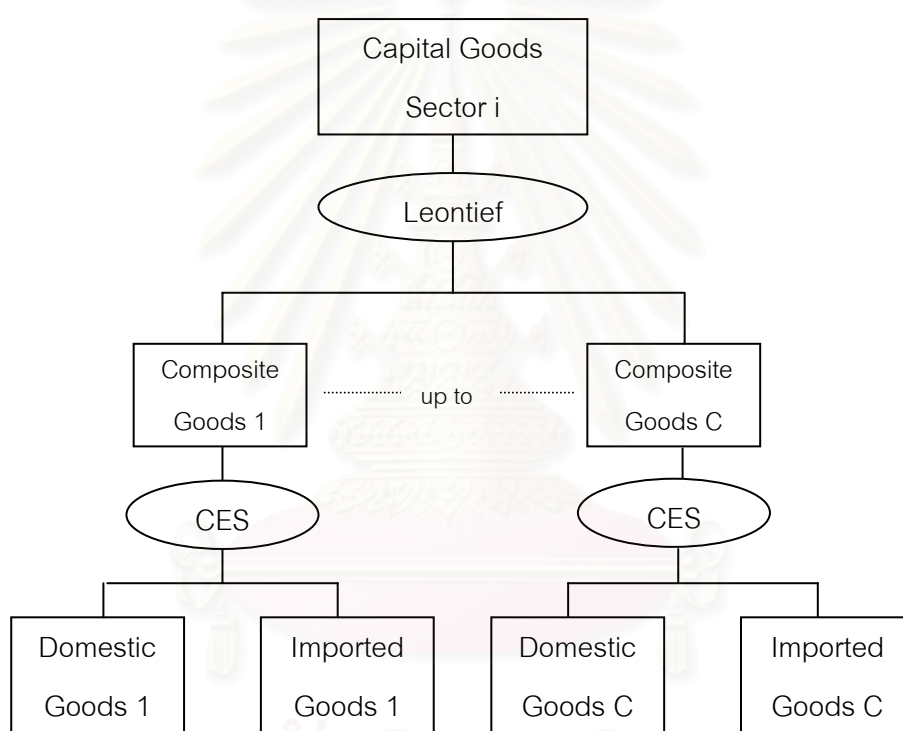 Capital Goods
Sector i
Leontief
Composite
Goods 1
up to
Composite
Goods C
CES
CES
Domestic
Goods 1
Imported
Goods 1
Domestic
Goods C
Imported
Goods C